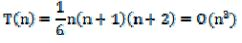 T(n) = 1/6 n(n + 1)(n + 2) = O(n³)